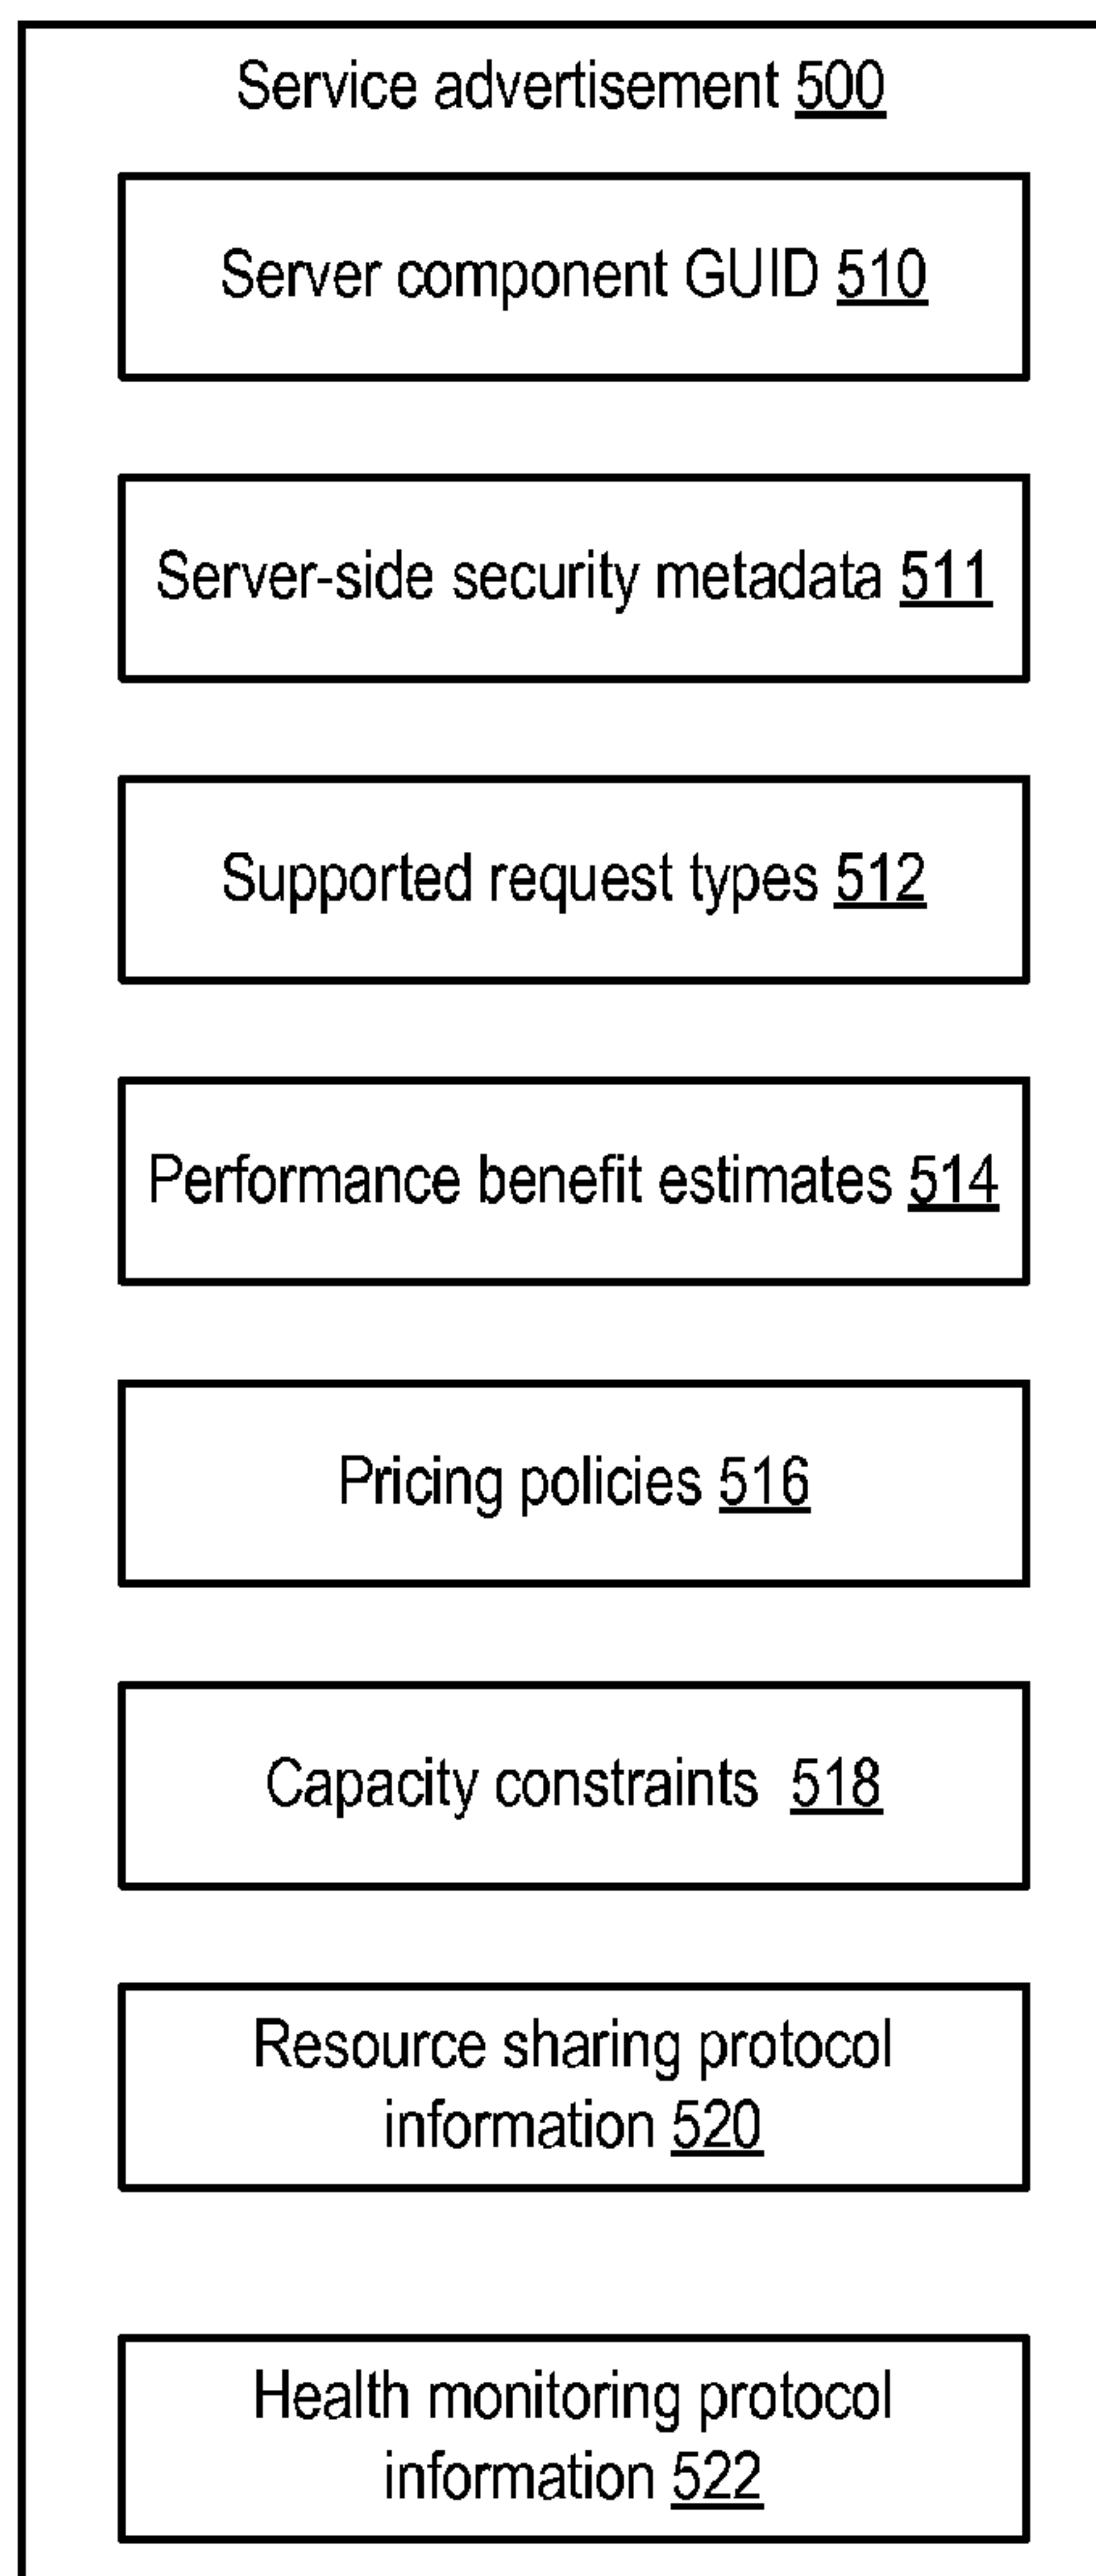 Service advertisement 500
Server component GUID 510
Server-side security metadata 511
Supported request types 512
Performance benefit estimates 514
Pricing policies 516
Capacity constraints 518
Resource sharing protocol
information 520
Health monitoring protocol
information 522